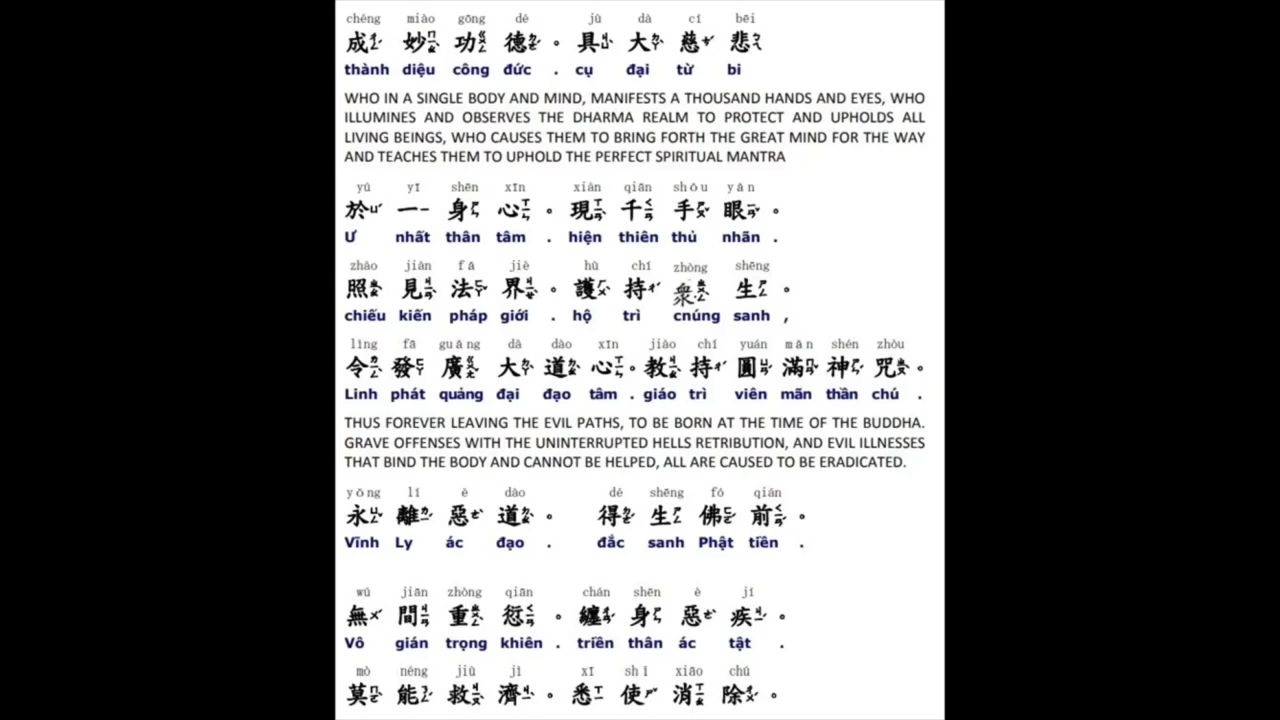 chéng miào gōng dé jù dà cí bēi
成 妙 功 德 。 具 大 慈 悲
thành diệu công đức . cụ đại từ bi
WHO IN A SINGLE BODY AND MIND, MANIFESTS A THOUSAND HANDS AND EYES, WHO
ILLUMINES AND OBSERVES THE DHARMA REALM TO PROTECT AND UPHOLDS ALL
LIVING BEINGS, WHO CAUSES THEM TO BRING FORTH THE GREAT MIND FOR THE WAY
AND TEACHES THEM TO UPHOLD THE PERFECT SPIRITUAL MANTRA
yú yī shēn xīn xiàn qiān shǒu yǎn
於 一 身 心 。 現 千 手 眼 。
Ư nhất thân tâm . hiện thiên thủ nhãn .
zhào jiàn fǎ jiè hù chí zhòng shēng
照 見 法 界 。 護 持 衆 生 。
chiếu kiến pháp giới . hộ trì cnúng sanh ,
lìng fā guǎng dà dào xīn jiào chí yuán mǎn shén zhòu
令 發 廣 大 道 心 。 教 持 圓 滿 神 咒 。
Linh phát quảng đại đạo tâm . giáo trì viên mãn thần chú .
THUS FOREVER LEAVING THE EVIL PATHS, TO BE BORN AT THE TIME OF THE BUDDHA.
GRAVE OFFENSES WITH THE UNINTERRUPTED HELLS RETRIBUTION, AND EVIL ILLNESSES
THAT BIND THE BODY AND CANNOT BE HELPED, ALL ARE CAUSED TO BE ERADICATED.
yǒng lí è dào dé shēng fó qián
永 離 惡 道 。 得 生 佛 前 。
Vĩnh Ly ác đạo . đắc sanh Phật tiền .
wú jiān zhòng qiān chán shēn è jí
無 間 重 愆 。 纏 身 惡 疾 。
Vô gián trọng khiên . triền thân ác tật .
mò néng jiù jì xī shǐ xiāo chú
莫 能 救 濟 。 悉 使 消 除 。